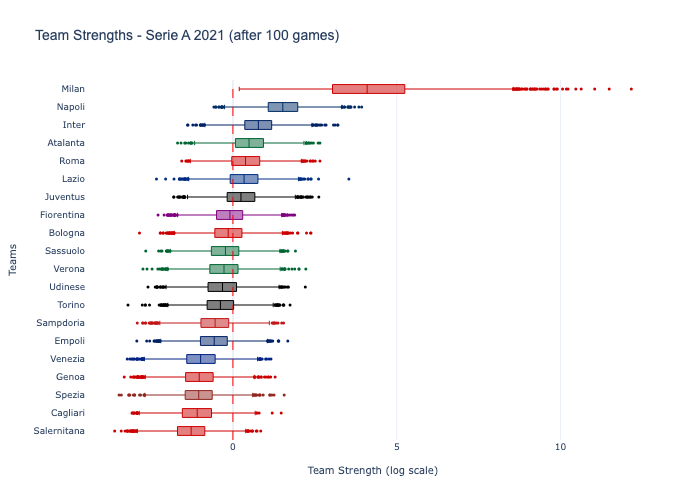 Team Strengths - Serie A 2021 (after 100 games)
Milan
Napoli
Inter
Atalanta
Roma
Lazio
Juventus
Fiorentina
Bologna
Sassuolo
Verona
Udinese
Torino
Sampdoria
Empoli
Venezia
Genoa
Spezia
Cagliari
Salernitana
Teams
0 5 10
Team Strength (log scale)